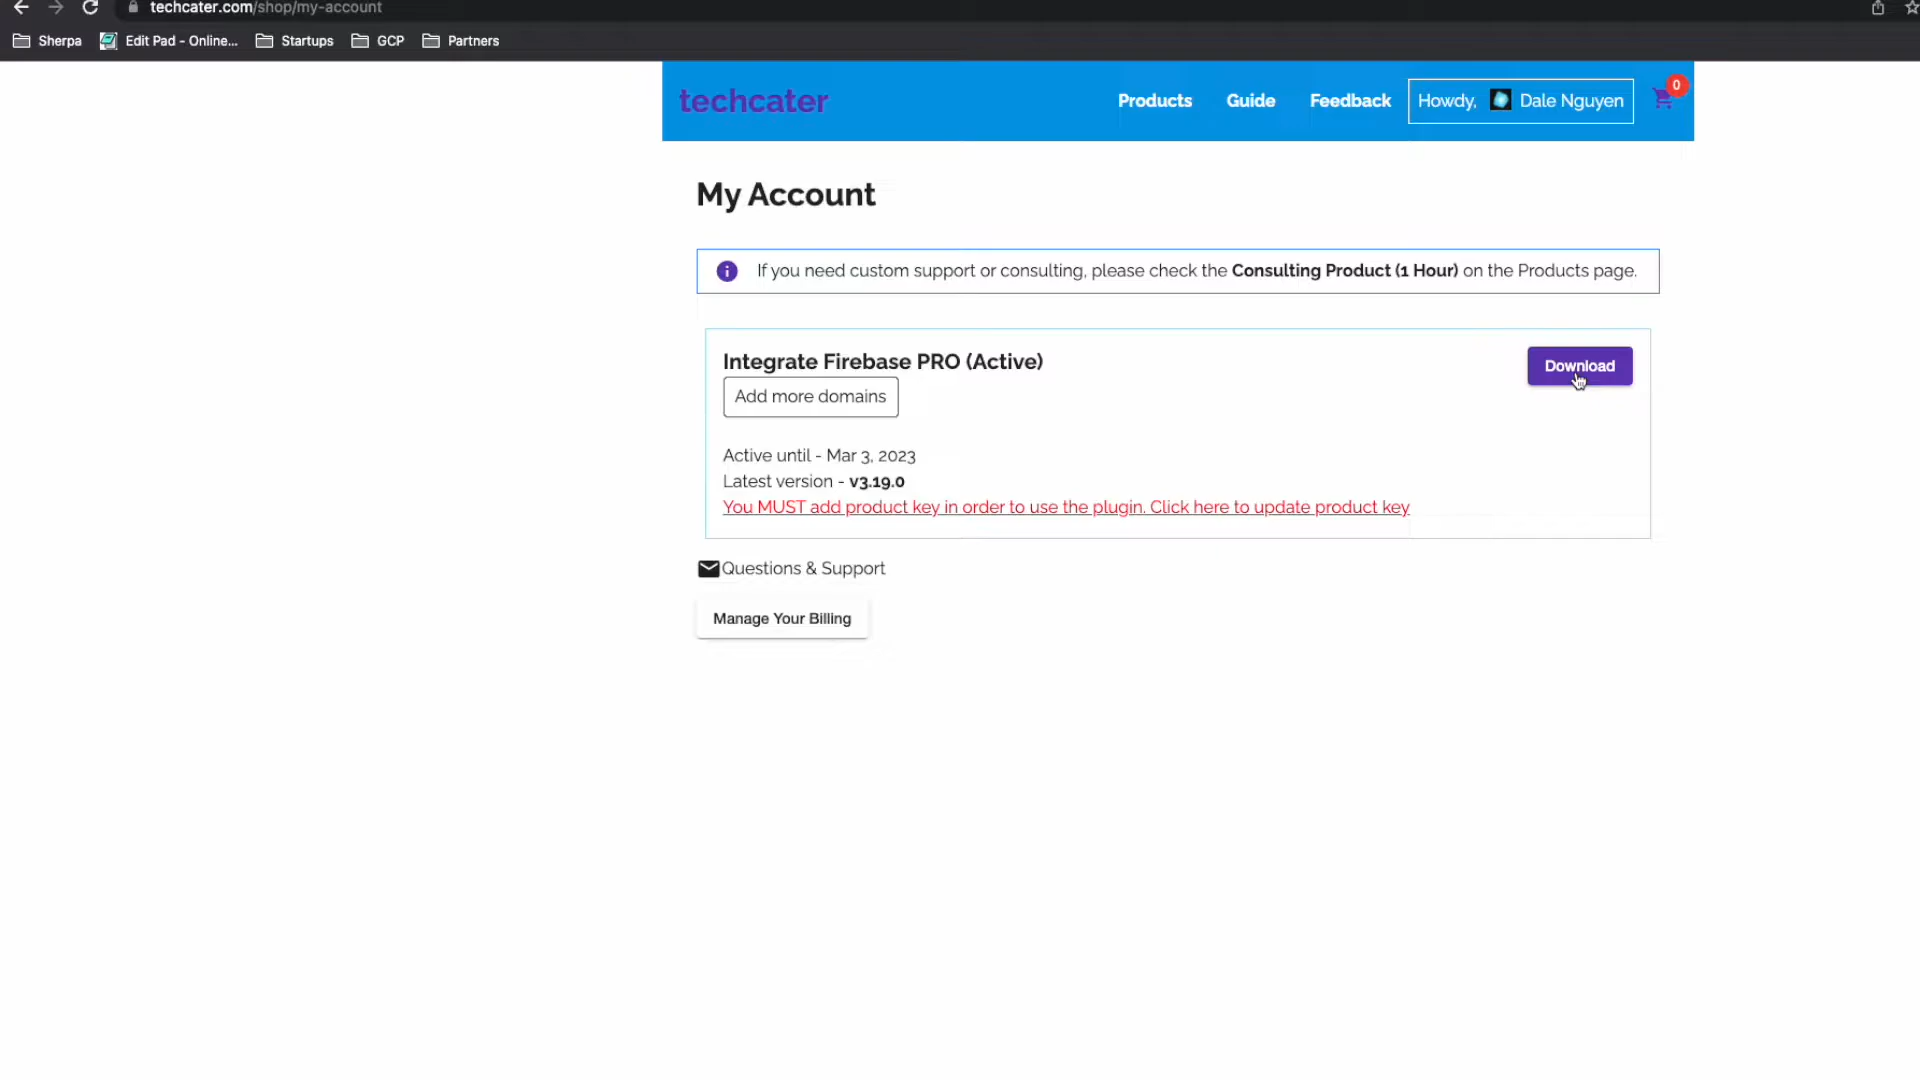 techcater.com/shop/my-account
Sherpa Edit Pad - Online... Startups GCP Partners
techcater Products Guide Feedback Howdy, Dale Nguyen 0
My Account
If you need custom support or consulting, please check the Consulting Product (1 Hour) on the Products page.
Integrate Firebase PRO (Active) Download
Add more domains
Active until - Mar 3, 2023
Latest version - v3.19.0
You MUST add product key in order to use the plugin. Click here to update product key
Questions & Support
Manage Your Billing